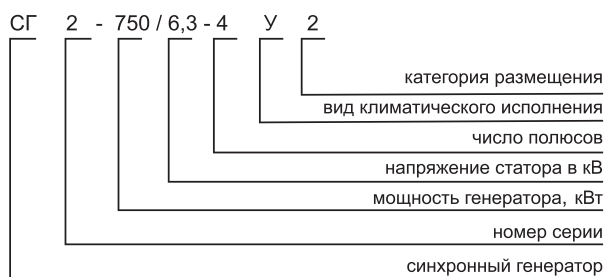 СГ 2 - 750 / 6,3 - 4 У 2
категория размещения
вид климатического исполнения
число полюсов
напряжение статора в кВ
мощность генератора, кВт
номер серии
синхронный генератор